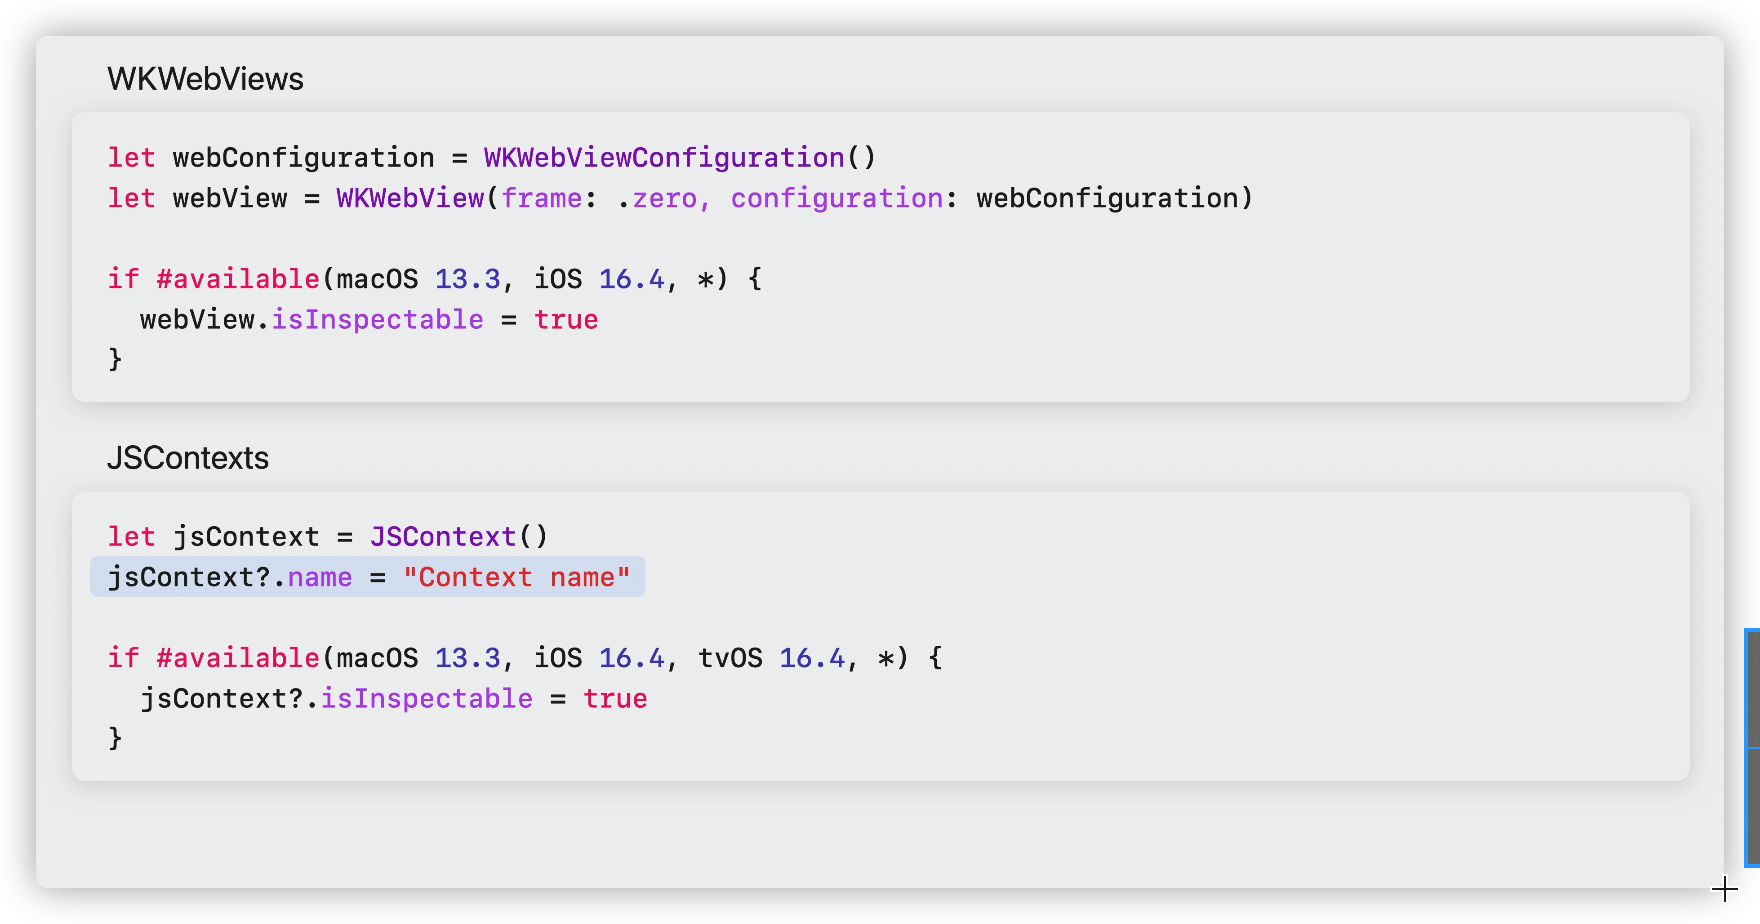 WKWebViews
let webConfiguration = WKWebViewConfiguration()
let webView = WKWebView(frame: .zero, configuration: webConfiguration)
if #available(macOS 13.3, iOS 16.4, *) {
  webView.isInspectable = true
}
JSContexts
let jsContext = JSContext()
jsContext?.name = "Context name"
if #available(macOS 13.3, iOS 16.4, tvOS 16.4, *) {
  jsContext?.isInspectable = true
}